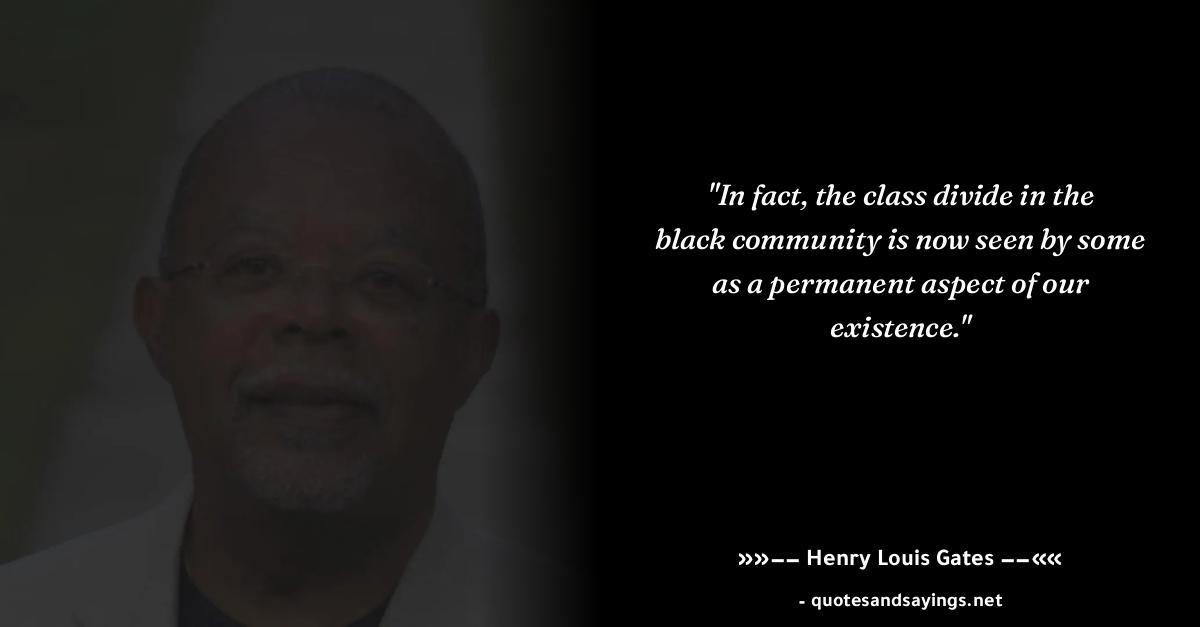 "In fact, the class divide in the
black community is now seen by some
as a permanent aspect of our
existence."
»»−− Henry Louis Gates −−««
- quotesandsayings.net